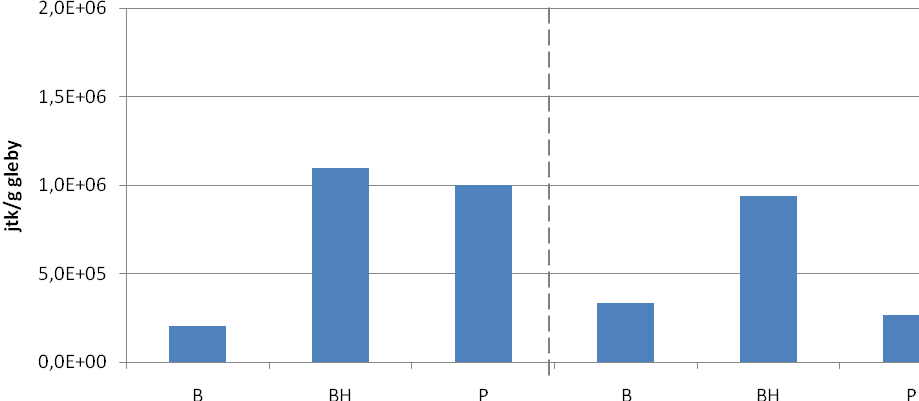 2,0E+06
1,5E+06
1,0E+06
5,0E+05
0,0E+00
jtk/g gleby
B BH P B BH P